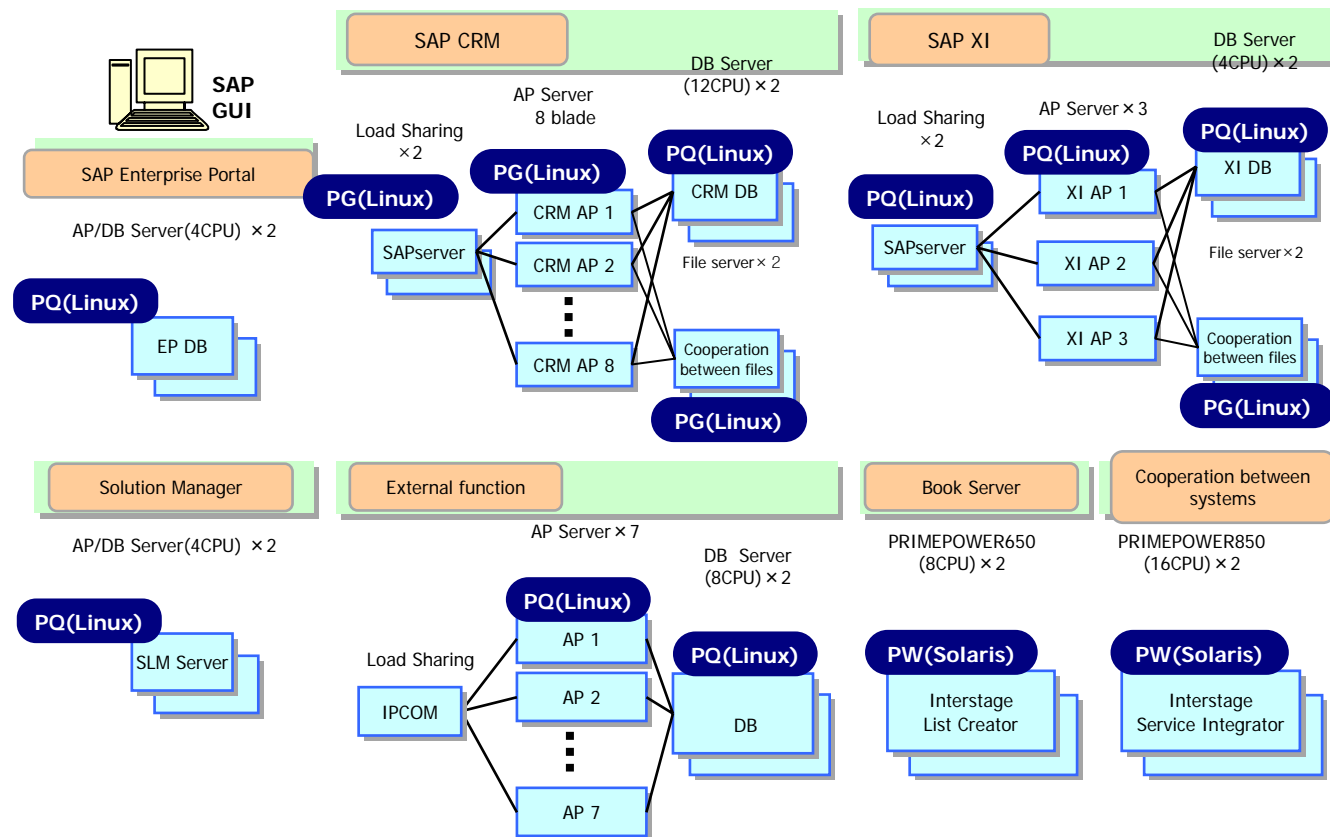 SAP
GUI
SAP Enterprise Portal
AP/DB Server(4CPU) ×2
PQ(Linux)
EP DB
SAP CRM
DB Server
(12CPU)×2
AP Server
8 blade
Load Sharing
×2
PG(Linux)
PG(Linux)
PQ(Linux)
SAPserver
CRM AP 1
CRM AP 2
CRM AP 8
CRM DB
File server×2
Cooperation
between files
PG(Linux)
SAP XI
DB Server
(4CPU)×2
AP Server×3
Load Sharing
×2
PQ(Linux)
PQ(Linux)
PQ(Linux)
SAPserver
XI AP 1
XI AP 2
XI AP 3
XI DB
File server×2
Cooperation
between files
PG(Linux)
Solution Manager
AP/DB Server(4CPU) ×2
PQ(Linux)
SLM Server
External function
AP Server×7
DB Server
(8CPU)×2
PQ(Linux)
Load Sharing
IPCOM
AP 1
AP 2
AP 7
PQ(Linux)
DB
Book Server
PRIMEPOWER650
(8CPU)×2
PW(Solaris)
Interstage
List Creator
Cooperation between
systems
PRIMEPOWER850
(16CPU)×2
PW(Solaris)
Interstage
Service Integrator